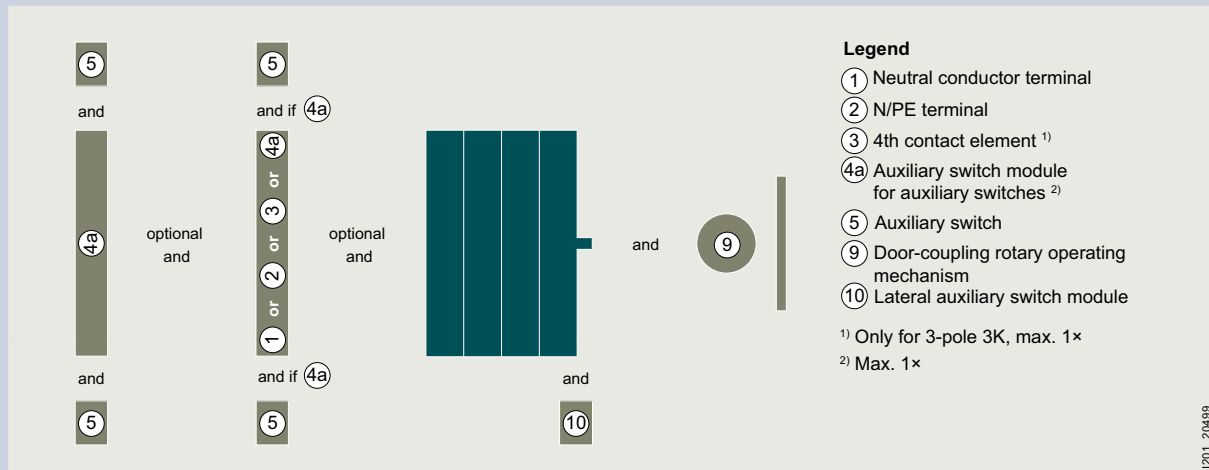 5
and
4a
and
5
optional
and
5
and if 4a
1 or 2 or 3 or 4a
and if 4a
5
optional
and
and
10
and
9
Legend
1 Neutral conductor terminal
2 N/PE terminal
3 4th contact element 1)
4a Auxiliary switch module
for auxiliary switches 2)
5 Auxiliary switch
9 Door-coupling rotary operating
mechanism
10 Lateral auxiliary switch module
1) Only for 3-pole 3K, max. 1×
2) Max. 1×
I201_20499